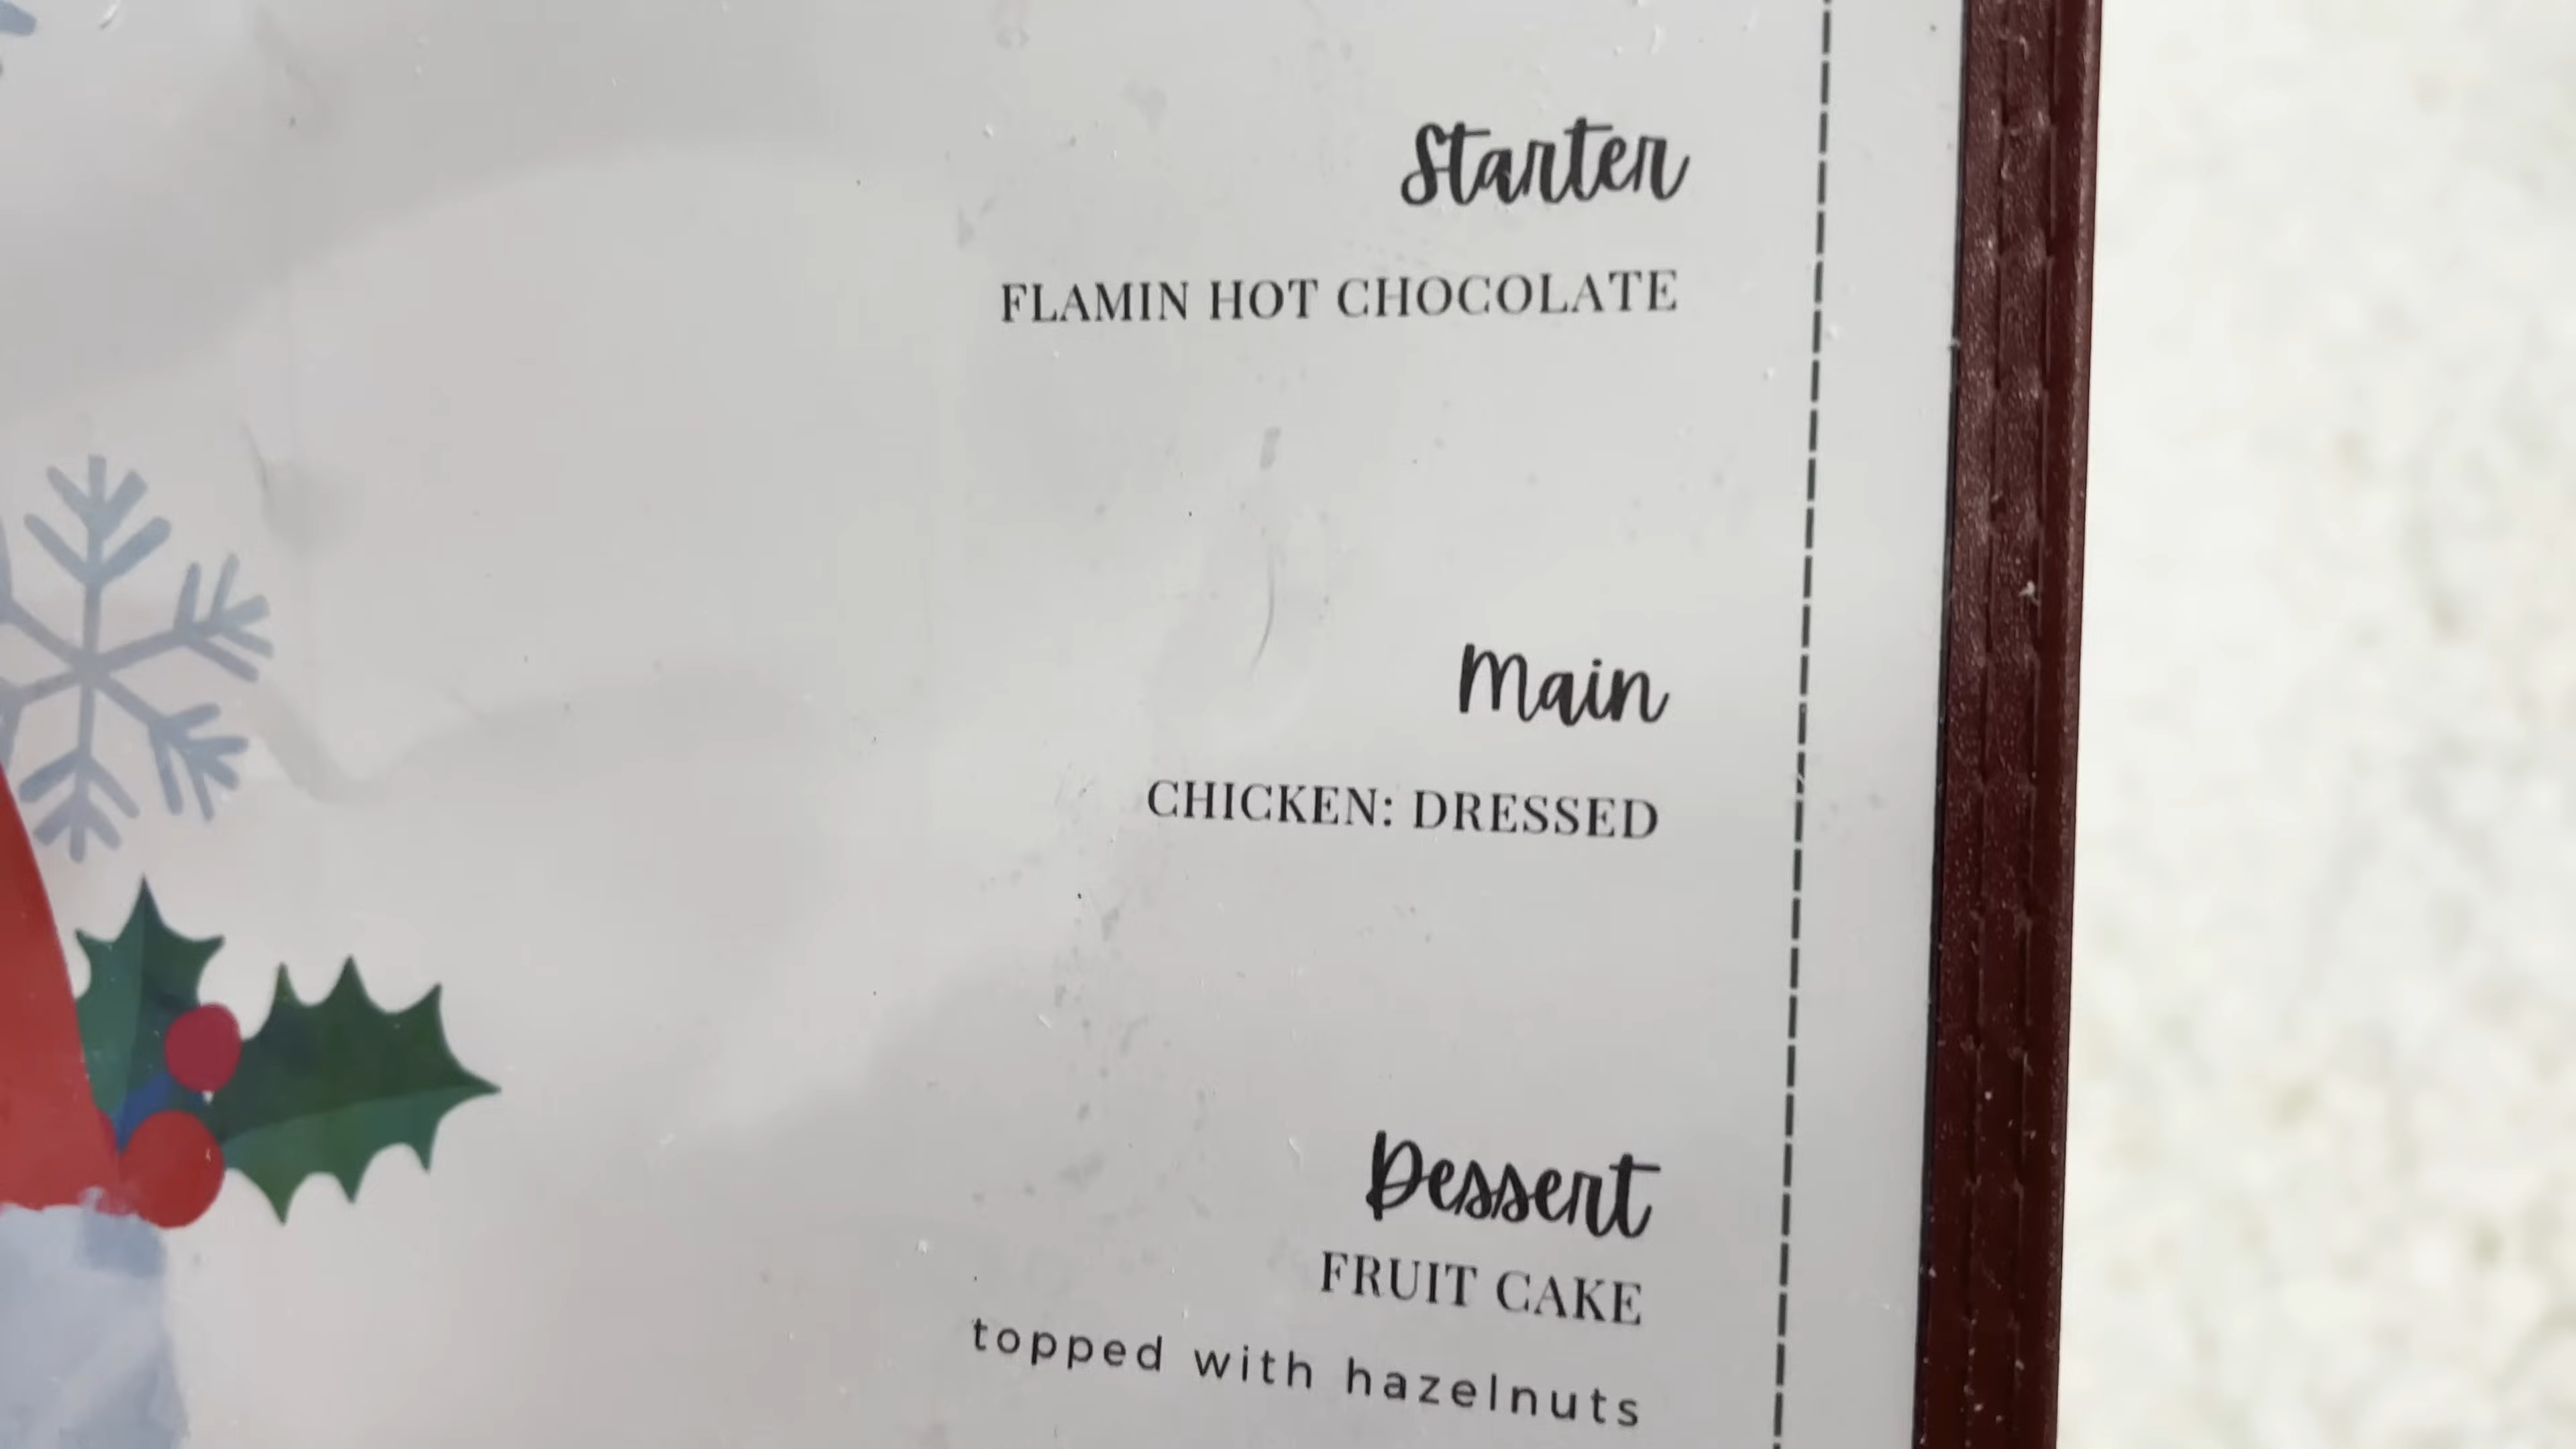 Starter
FLAMIN HOT CHOCOLATE
Main
CHICKEN: DRESSED
Dessert
FRUIT CAKE
topped with hazelnuts